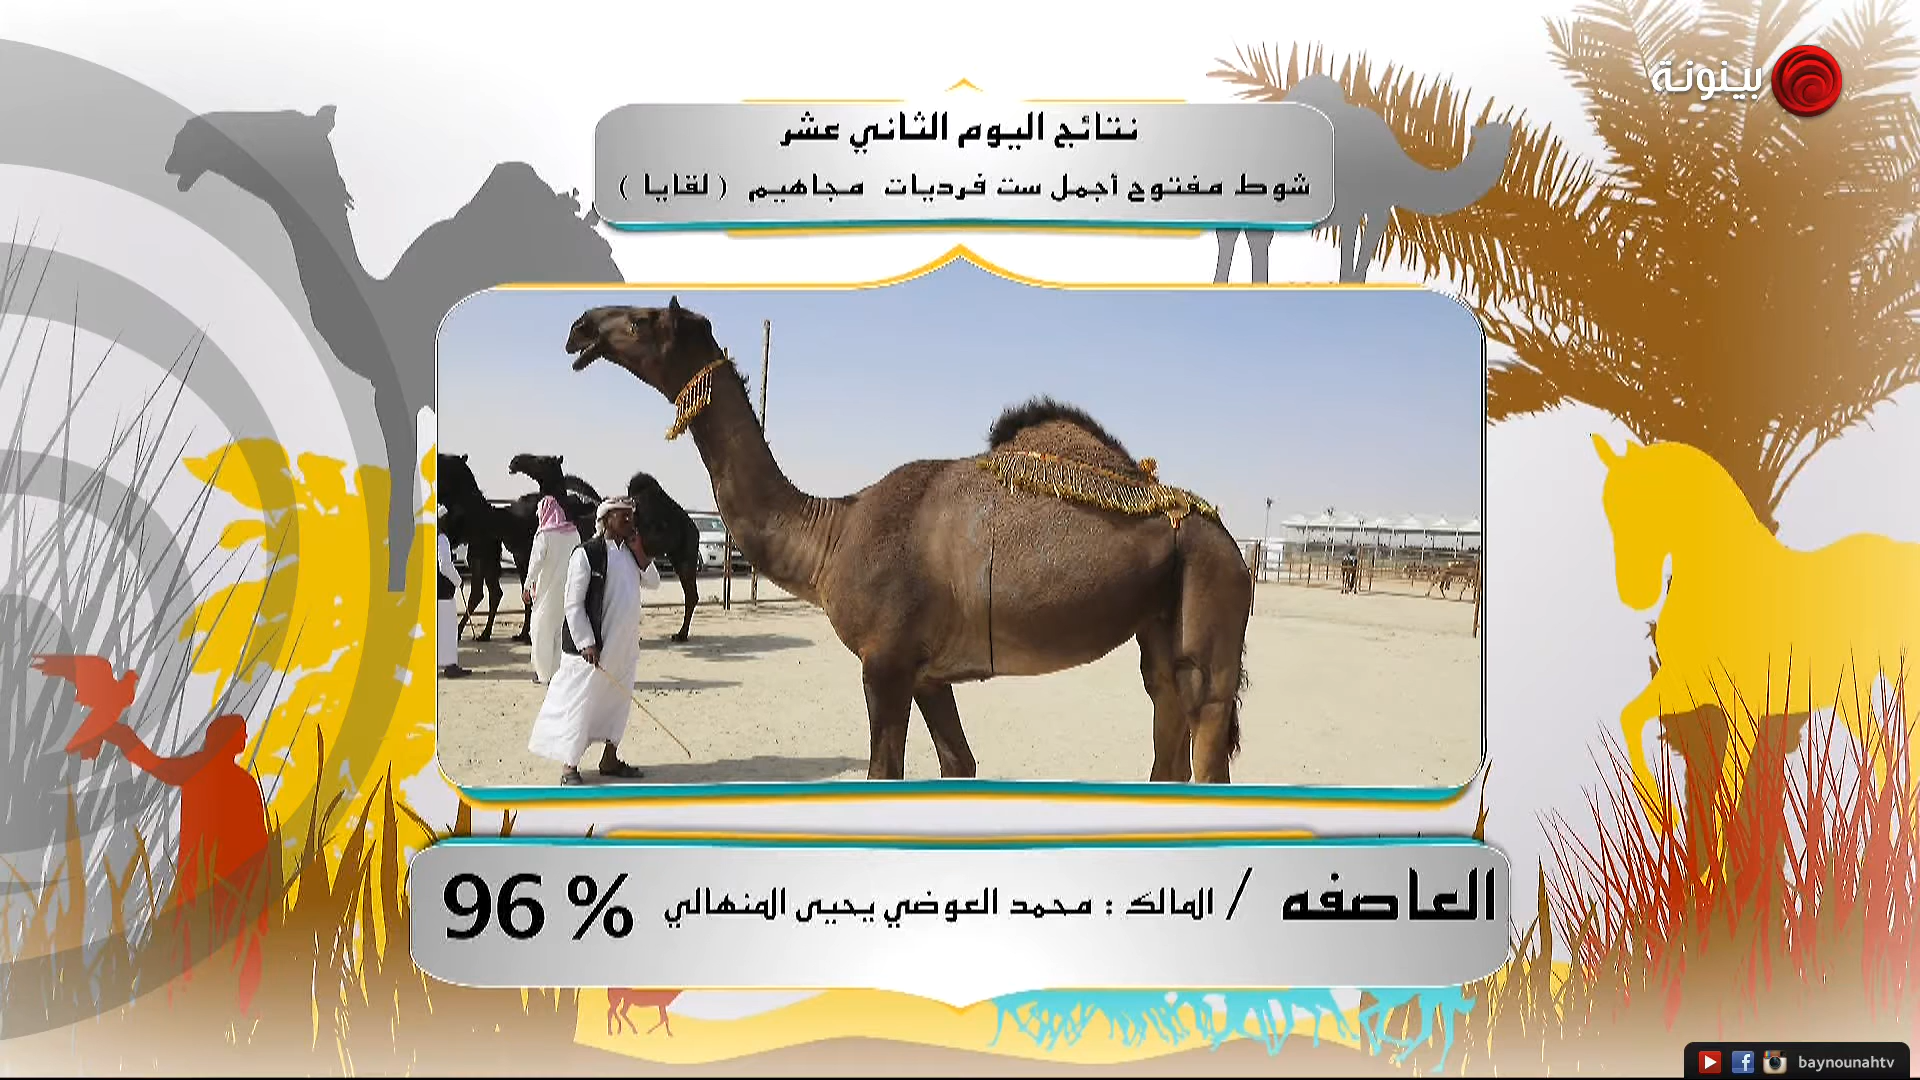 بينونة
نتائج اليوم الثاني عشر
شوط مفتوح أجمل ست فرديات مجاهيم ( لقايا )
العاصفه / المالك : محمد العوضي يحيى المنهالي 96 %
baynounahtv